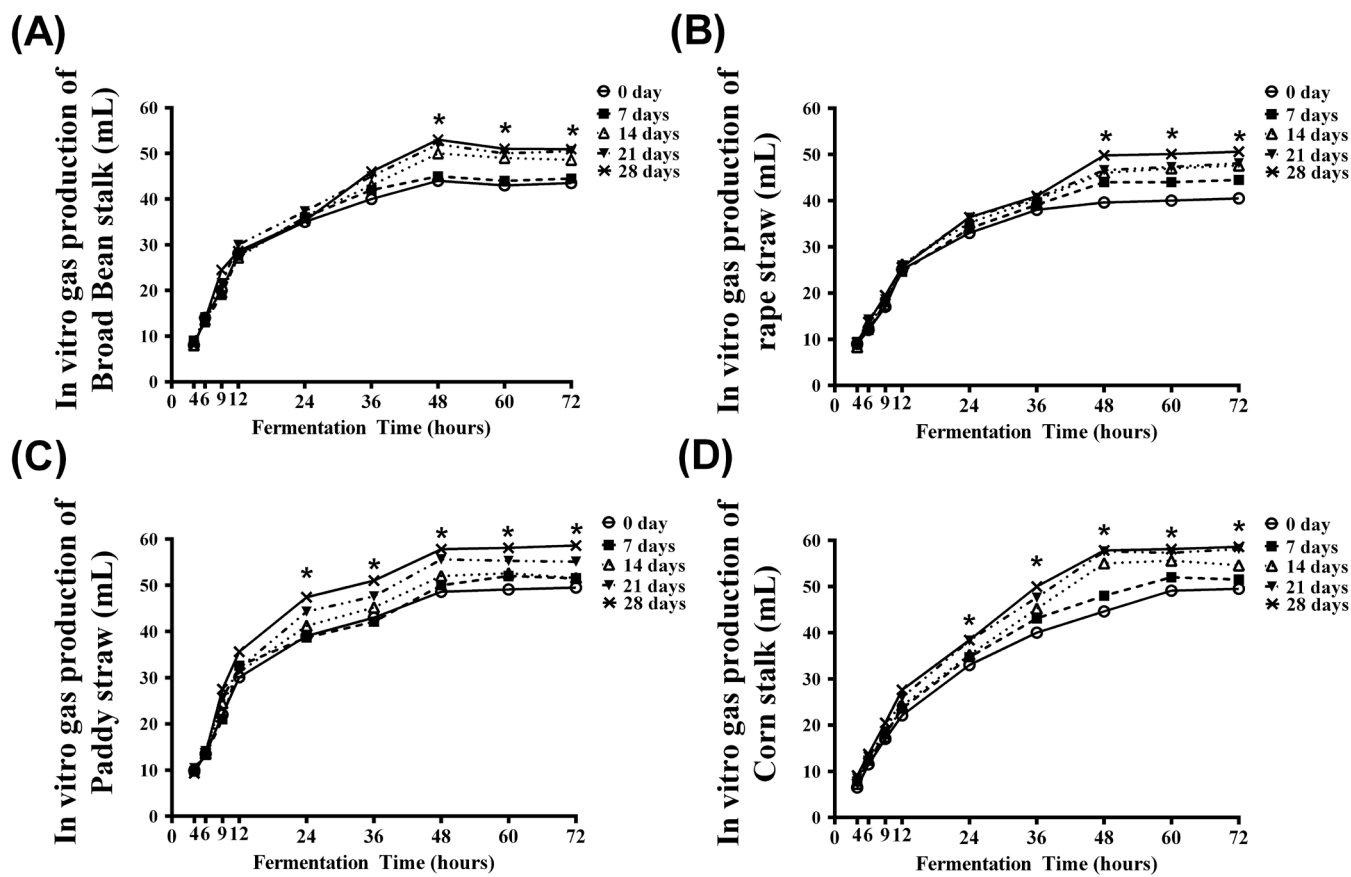 (A)
In vitro gas production of
Broad Bean stalk (mL)
60
50
40
30
20
10
0
0 4 6 9 12 24 36 48 60 72
Fermentation Time (hours)
* * *
0 day
7 days
14 days
21 days
28 days
(B)
In vitro gas production of
rape straw (mL)
60
50
40
30
20
10
0
0 4 6 9 12 24 36 48 60 72
Fermentation Time (hours)
* * *
0 day
7 days
14 days
21 days
28 days
(C)
In vitro gas production of
Paddy straw (mL)
60
50
40
30
20
10
0
0 4 6 9 12 24 36 48 60 72
Fermentation Time (hours)
* * * * *
0 day
7 days
14 days
21 days
28 days
(D)
In vitro gas production of
Corn stalk (mL)
60
50
40
30
20
10
0
0 4 6 9 12 24 36 48 60 72
Fermentation Time (hours)
* * * * *
0 day
7 days
14 days
21 days
28 days